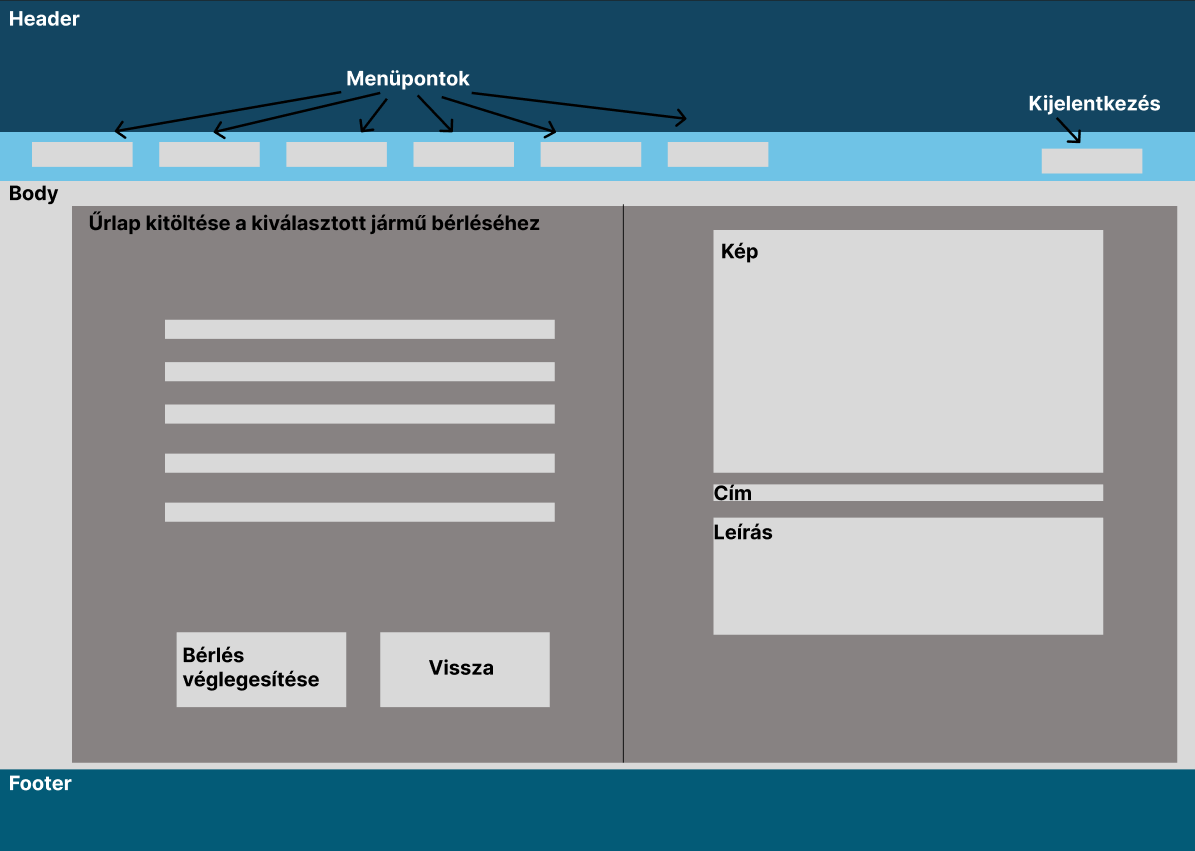 Header
Menüpontok
Kijelentkezés
Body
Űrlap kitöltése a kiválasztott jármű bérléséhez
Kép
Cím
Leírás
Bérlés
véglegesítése
Vissza
Footer